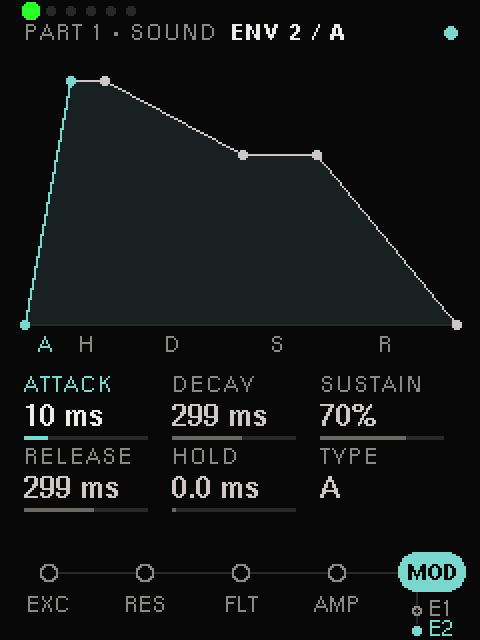 PART 1 • SOUND ENV 2 / A
A H D S R
ATTACK DECAY SUSTAIN
10 ms 299 ms 70%
RELEASE HOLD TYPE
299 ms 0.0 ms A
MOD
EXC RES FLT AMP E1
E2